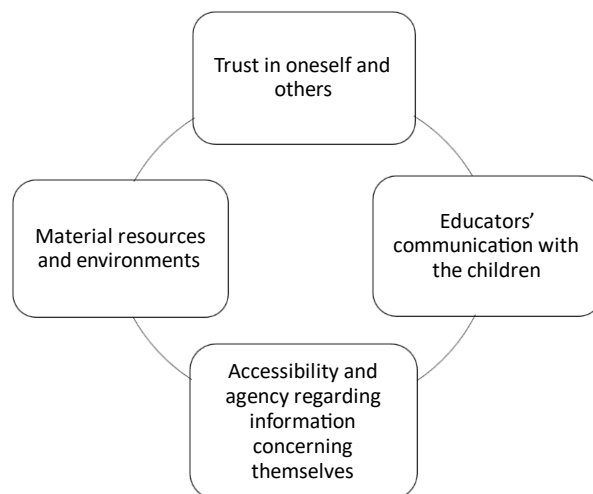 Trust in oneself and
others
Material resources
and environments
Educators’
communication with
the children
Accessibility and
agency regarding
information
concerning
themselves